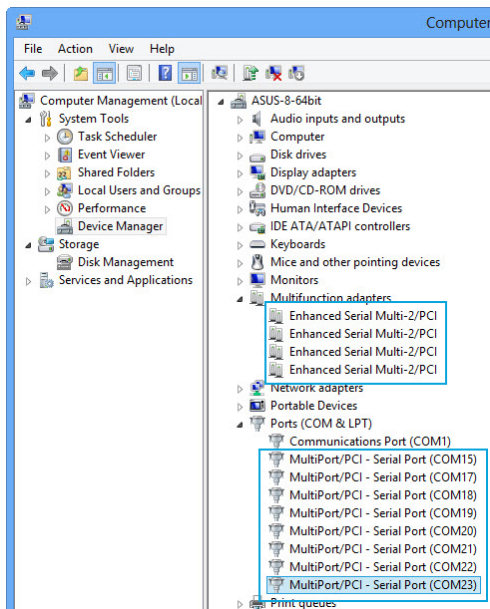 Computer
File Action View Help
Computer Management (Local
System Tools
Task Scheduler
Event Viewer
Shared Folders
Local Users and Groups
Performance
Device Manager
Storage
Disk Management
Services and Applications
ASUS-8-64bit
Audio inputs and outputs
Computer
Disk drives
Display adapters
DVD/CD-ROM drives
Human Interface Devices
IDE ATA/ATAPI controllers
Keyboards
Mice and other pointing devices
Monitors
Multifunction adapters
Enhanced Serial Multi-2/PCI
Enhanced Serial Multi-2/PCI
Enhanced Serial Multi-2/PCI
Enhanced Serial Multi-2/PCI
Network adapters
Portable Devices
Ports (COM & LPT)
Communications Port (COM1)
MultiPort/PCI - Serial Port (COM15)
MultiPort/PCI - Serial Port (COM17)
MultiPort/PCI - Serial Port (COM18)
MultiPort/PCI - Serial Port (COM19)
MultiPort/PCI - Serial Port (COM20)
MultiPort/PCI - Serial Port (COM21)
MultiPort/PCI - Serial Port (COM22)
MultiPort/PCI - Serial Port (COM23)
Print queues